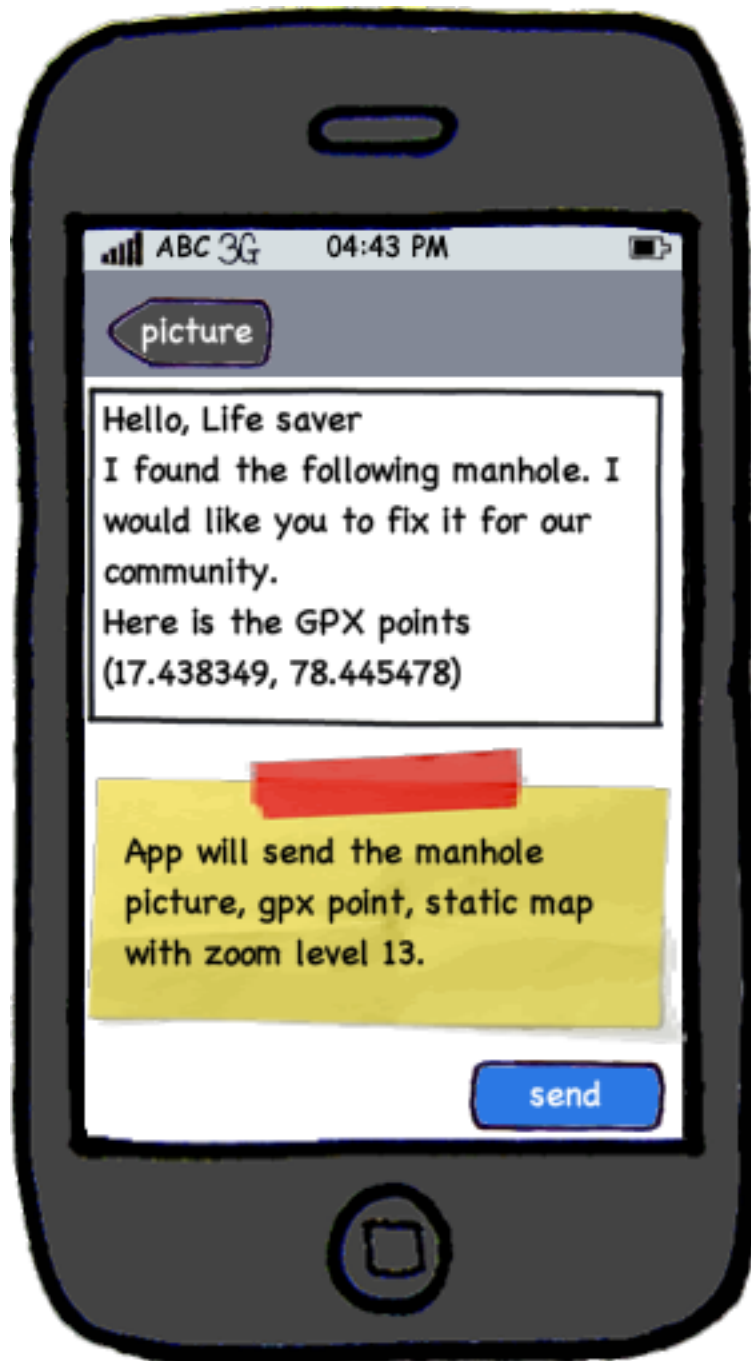 ABC 3G 04:43 PM
picture
Hello, Life saver
I found the following manhole. I
would like you to fix it for our
community.
Here is the GPX points
(17.438349, 78.445478)
App will send the manhole
picture, gpx point, static map
with zoom level 13.
send